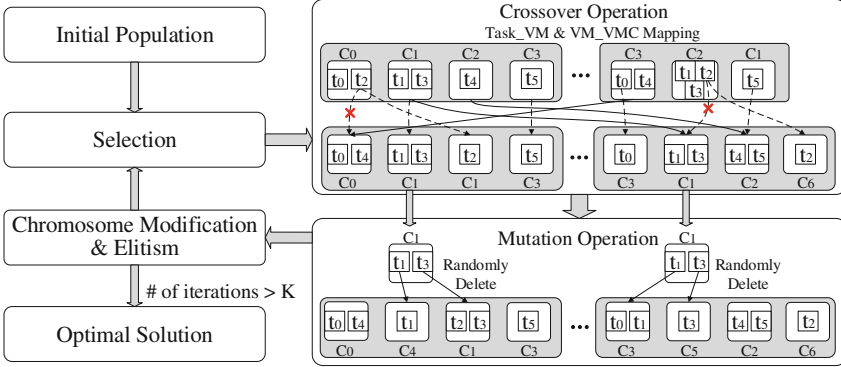 Initial Population
Selection
Chromosome Modification
& Elitism
# of iterations > K
Optimal Solution
Crossover Operation
Task_VM & VM_VMC Mapping
C0 C1 C2 C3 C3 C2 C1
t0 t2 t1 t3 t4 t5 ... t0 t4 t1 t2 t3 t5
t0 t4 t1 t3 t2 t5 ... t0 t1 t3 t4 t5 t2
C0 C1 C1 C3 C3 C1 C2 C6
Mutation Operation
C1 C1
t1 t3 Randomly Delete t1 t3 Randomly Delete
t0 t4 t1 t2 t3 t5 ... t0 t1 t3 t4 t5 t2
C0 C4 C1 C3 C3 C5 C2 C6